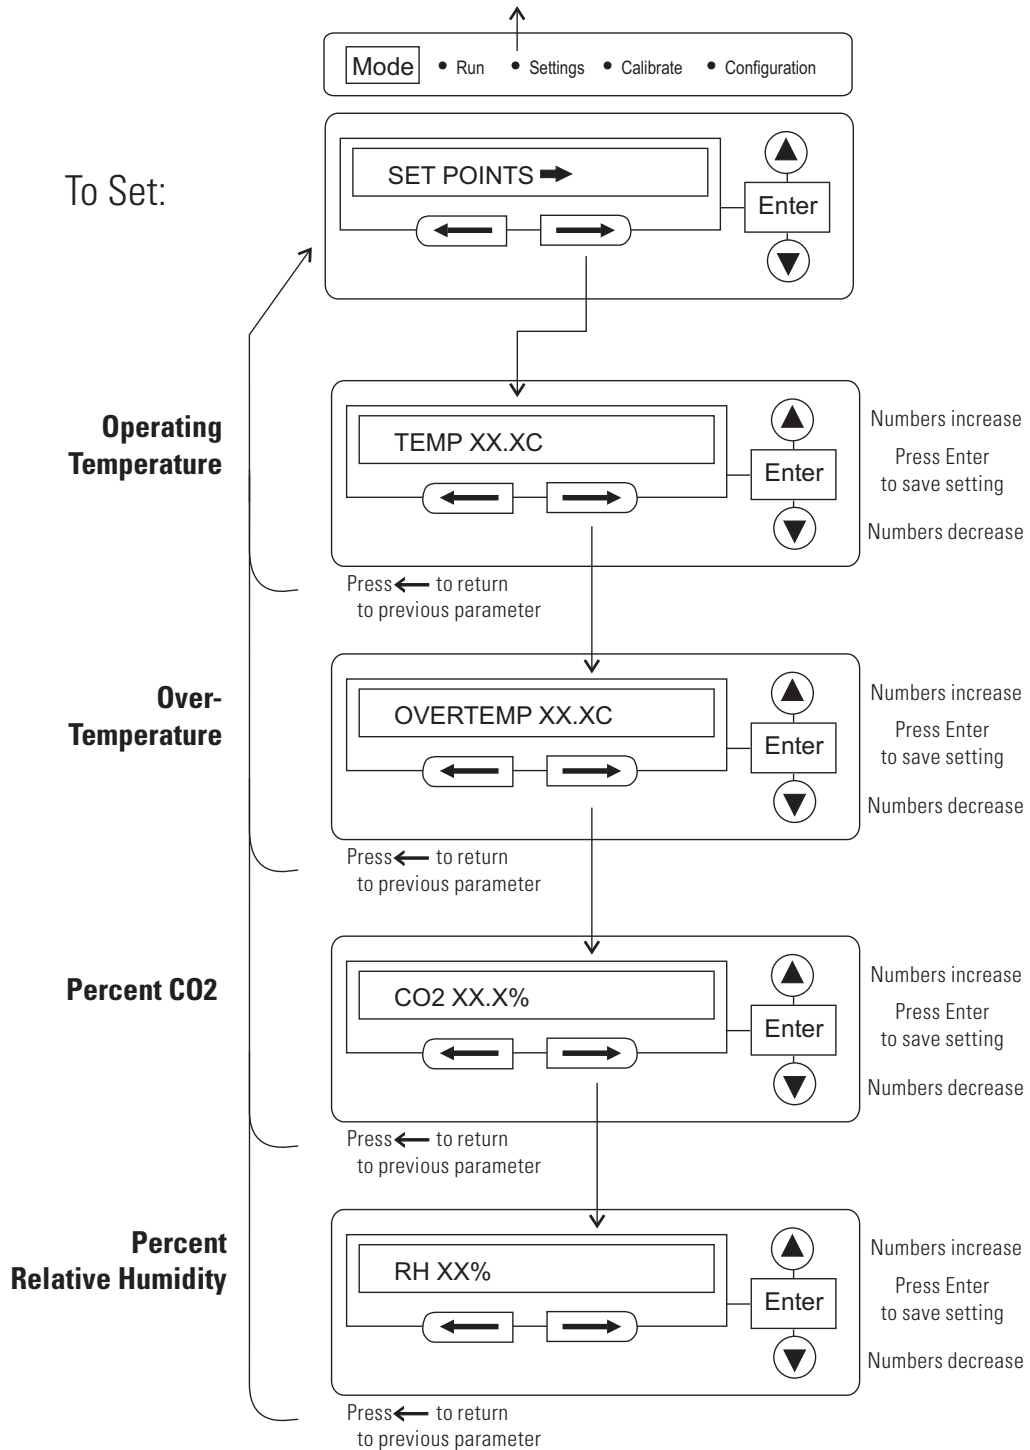 Mode • Run • Settings • Calibrate • Configuration
To Set:
SET POINTS ➡
Enter
Operating
Temperature
TEMP XX.XC
Enter
Numbers increase
Press Enter
to save setting
Numbers decrease
Press ← to return
to previous parameter
Over-
Temperature
OVERTEMP XX.XC
Enter
Numbers increase
Press Enter
to save setting
Numbers decrease
Press ← to return
to previous parameter
Percent CO2
CO2 XX.X%
Enter
Numbers increase
Press Enter
to save setting
Numbers decrease
Press ← to return
to previous parameter
Percent
Relative Humidity
RH XX%
Enter
Numbers increase
Press Enter
to save setting
Numbers decrease
Press ← to return
to previous parameter